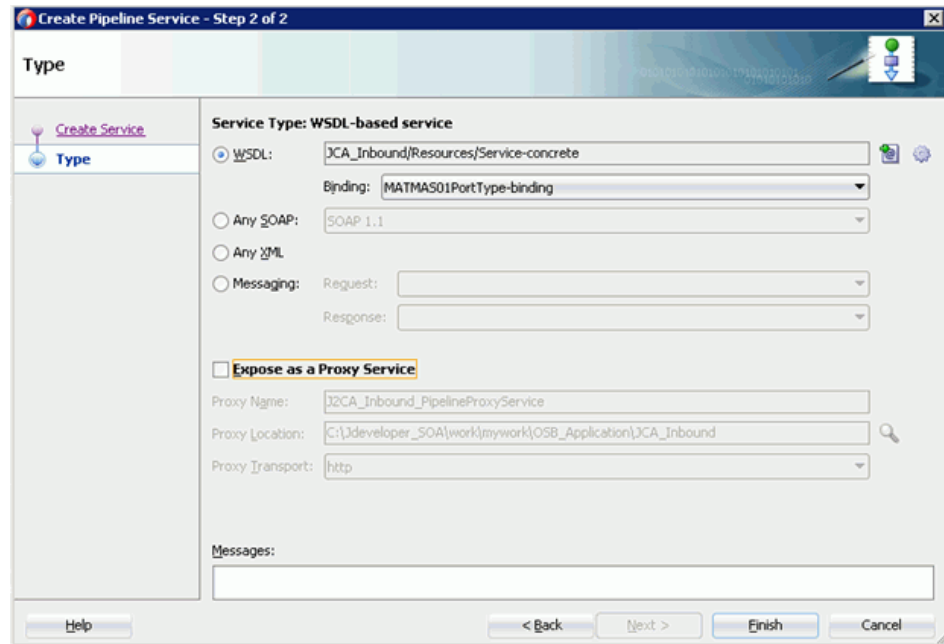 Create Pipeline Service - Step 2 of 2
Type
Create Service
Type
Service Type: WSDL-based service
WSDL: JCA_Inbound/Resources/Service-concrete
Binding: MATMAS01PortType-binding
Any SOAP: SOAP 1.1
Any XML
Messaging: Request:
Response:
Expose as a Proxy Service
Proxy Name: J2CA_Inbound_PipelineProxyService
Proxy Location: C:\Jdeveloper_SOA\work\mywork\OSB_Application\JCA_Inbound
Proxy Transport: http
Messages:
Help < Back Next > Finish Cancel